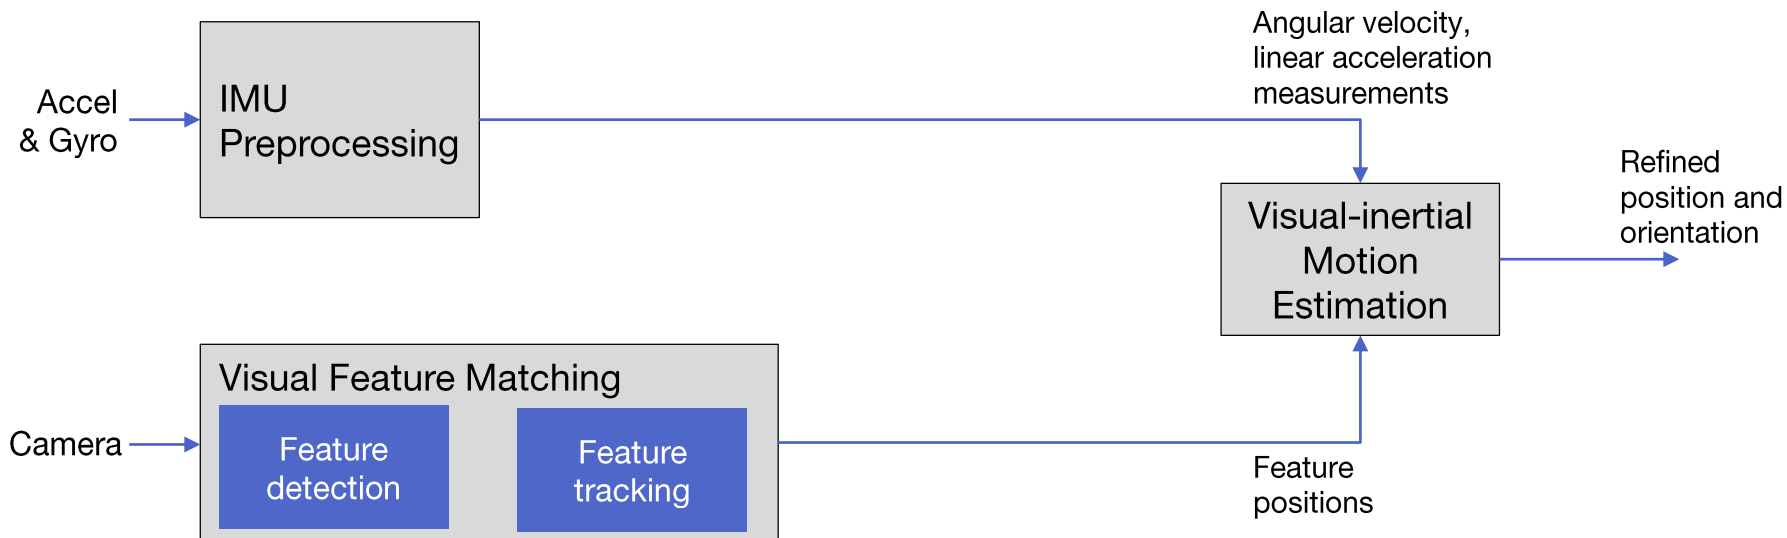 Accel
& Gyro
IMU
Preprocessing
Angular velocity,
linear acceleration
measurements
Visual-inertial
Motion
Estimation
Refined
position and
orientation
Camera
Visual Feature Matching
Feature
detection
Feature
tracking
Feature
positions